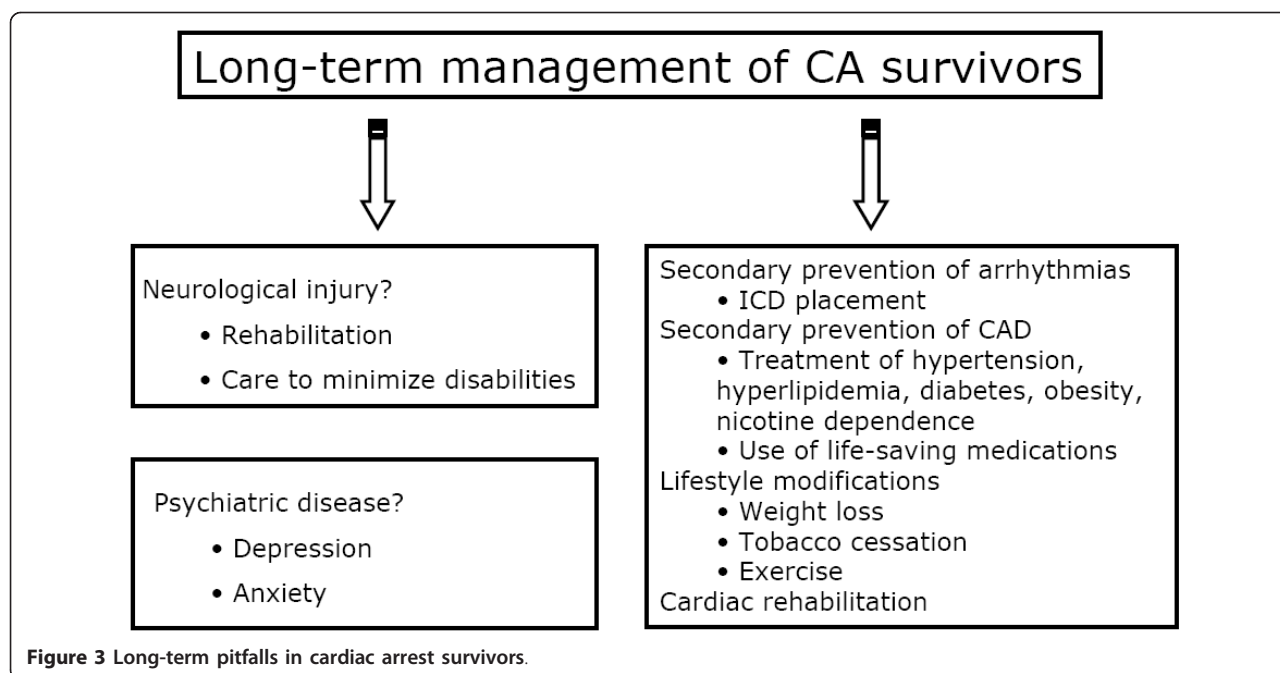 Long-term management of CA survivors
Neurological injury?
• Rehabilitation
• Care to minimize disabilities
Psychiatric disease?
• Depression
• Anxiety
Secondary prevention of arrhythmias
• ICD placement
Secondary prevention of CAD
• Treatment of hypertension,
hyperlipidemia, diabetes, obesity,
nicotine dependence
• Use of life-saving medications
Lifestyle modifications
• Weight loss
• Tobacco cessation
• Exercise
Cardiac rehabilitation
Figure 3 Long-term pitfalls in cardiac arrest survivors.